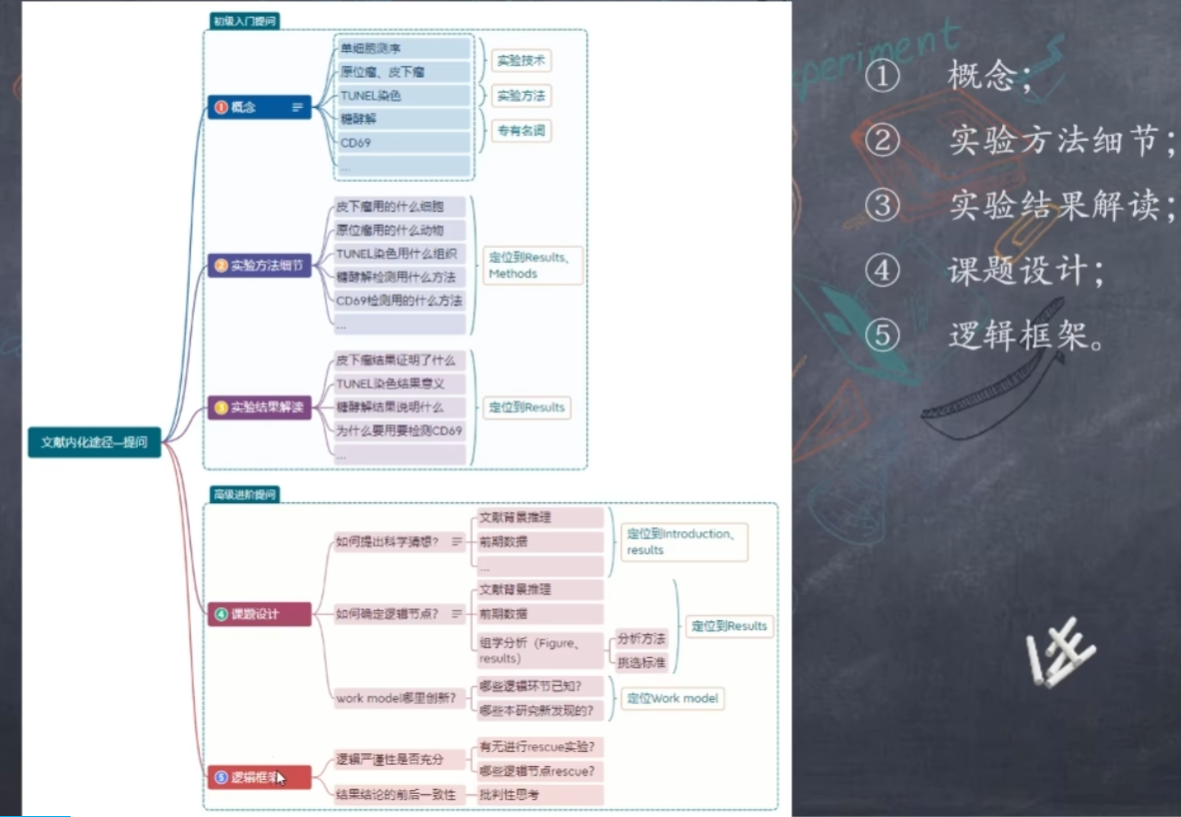 初级入门提问
① 概念
单细胞测序
原位瘤、皮下瘤
TUNEL染色
糖酵解
CD69
...
实验技术
实验方法
专有名词
② 实验方法细节
皮下瘤用的什么细胞
原位瘤用的什么动物
TUNEL染色用什么组织
糖酵解检测用什么方法
CD69检测用的什么方法
...
定位到Results、
Methods
③ 实验结果解读
皮下瘤结果证明了什么
TUNEL染色结果意义
糖酵解结果说明什么
为什么要用要检测CD69
...
定位到Results
文献内化途径—提问
高级进阶提问
④ 课题设计
如何提出科学猜想?
文献背景推理
前期数据
...
定位到Introduction、
results
如何确定逻辑节点?
文献背景推理
前期数据
组学分析（Figure、
results）
分析方法
挑选标准
定位到Results
work model哪里创新?
哪些逻辑环节已知?
哪些本研究新发现的?
定位Work model
⑤ 逻辑框架
逻辑严谨性是否充分
有无进行rescue实验?
哪些逻辑节点rescue?
结果结论的前后一致性
批判性思考
① 概念；
② 实验方法细节；
③ 实验结果解读；
④ 课题设计；
⑤ 逻辑框架。
periment